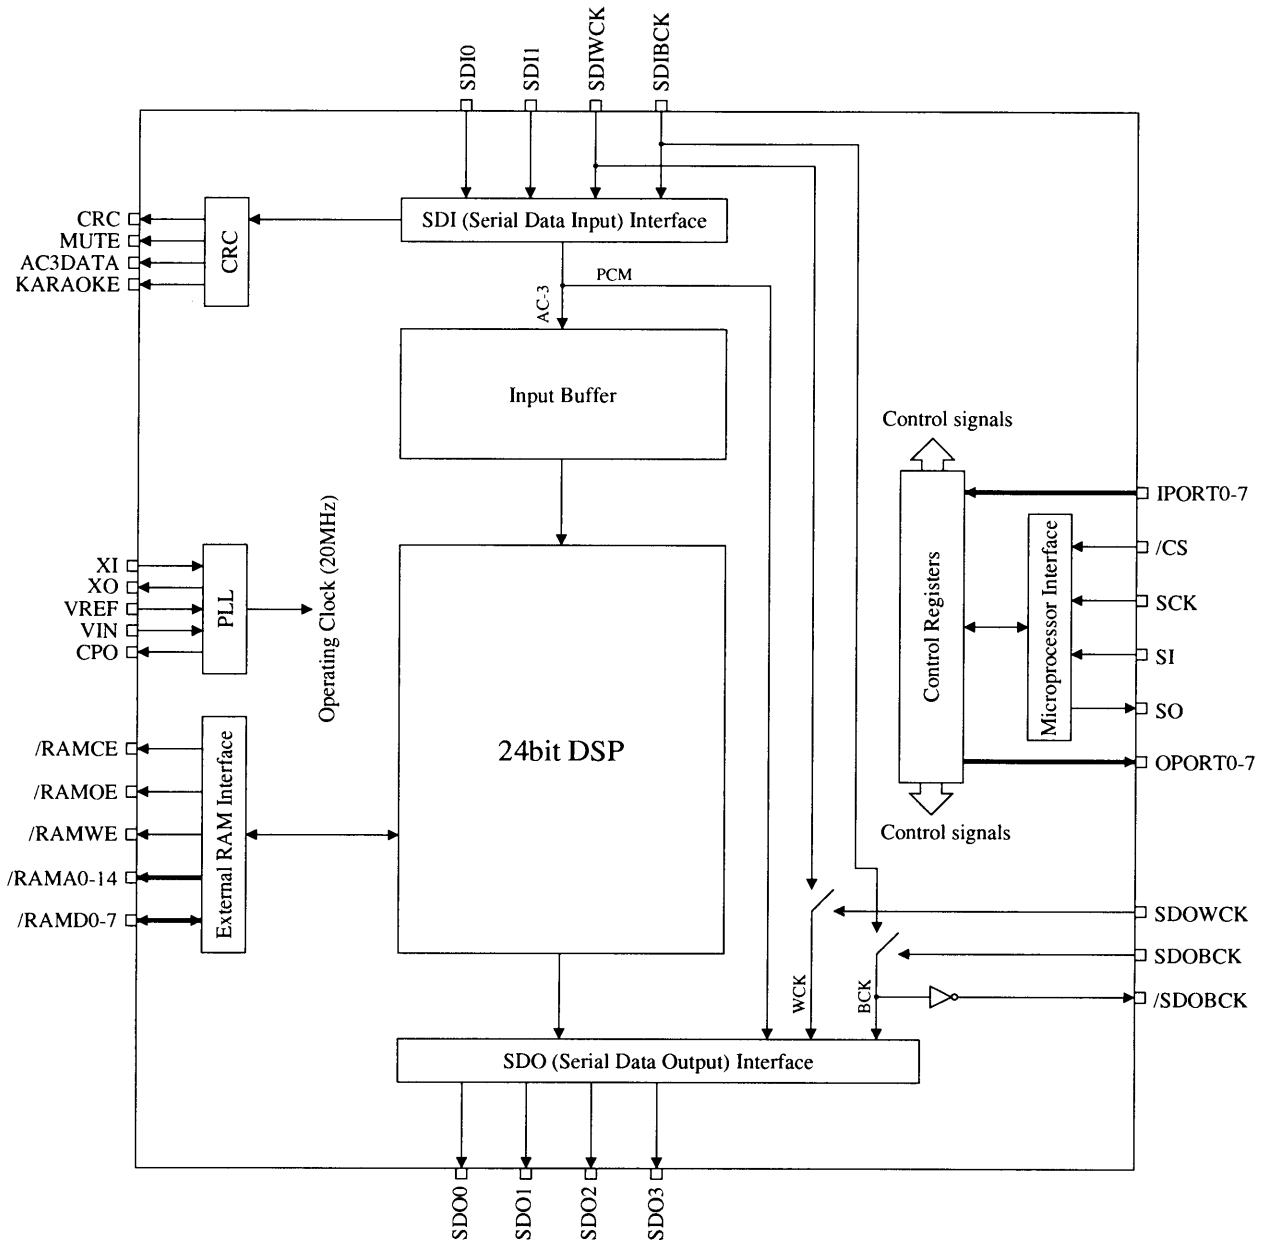 SDI0
SDI1
SDIWCK
SDIBCK
CRC
MUTE
AC3DATA
KARAOKE
CRC
SDI (Serial Data Input) Interface
PCM
AC-3
Input Buffer
Control signals
IPORT0-7
/CS
SCK
SI
SO
OPORT0-7
Control Registers
Microprocessor Interface
Control signals
XI
XO
VREF
VIN
CPO
PLL
Operating Clock (20MHz)
24bit DSP
/RAMCE
/RAMOE
/RAMWE
/RAMA0-14
/RAMD0-7
External RAM Interface
SDOWCK
SDOBCK
/SDOBCK
WCK
BCK
SDO (Serial Data Output) Interface
SDO0
SDO1
SDO2
SDO3